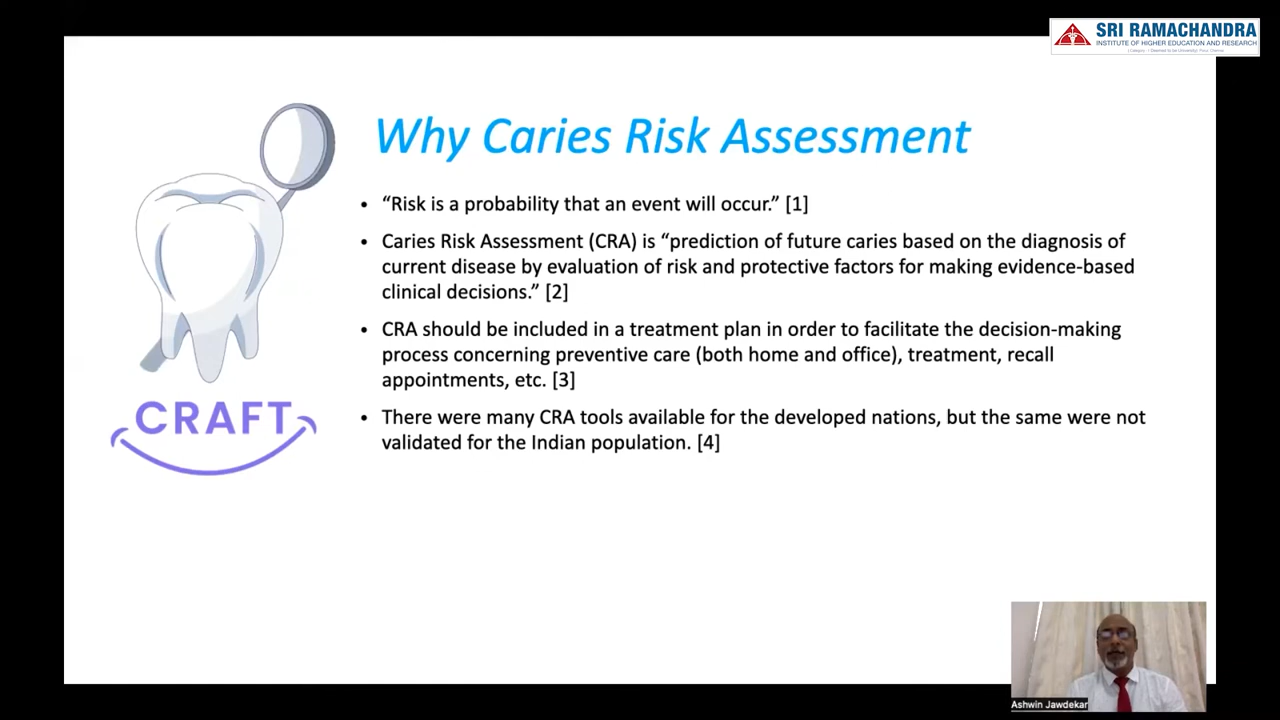 SRI RAMACHANDRA
INSTITUTE OF HIGHER EDUCATION AND RESEARCH
Why Caries Risk Assessment
• “Risk is a probability that an event will occur.” [1]
• Caries Risk Assessment (CRA) is “prediction of future caries based on the diagnosis of
current disease by evaluation of risk and protective factors for making evidence-based
clinical decisions.” [2]
• CRA should be included in a treatment plan in order to facilitate the decision-making
process concerning preventive care (both home and office), treatment, recall
appointments, etc. [3]
• There were many CRA tools available for the developed nations, but the same were not
validated for the Indian population. [4]
CRAFT
Ashwin Jawdekar